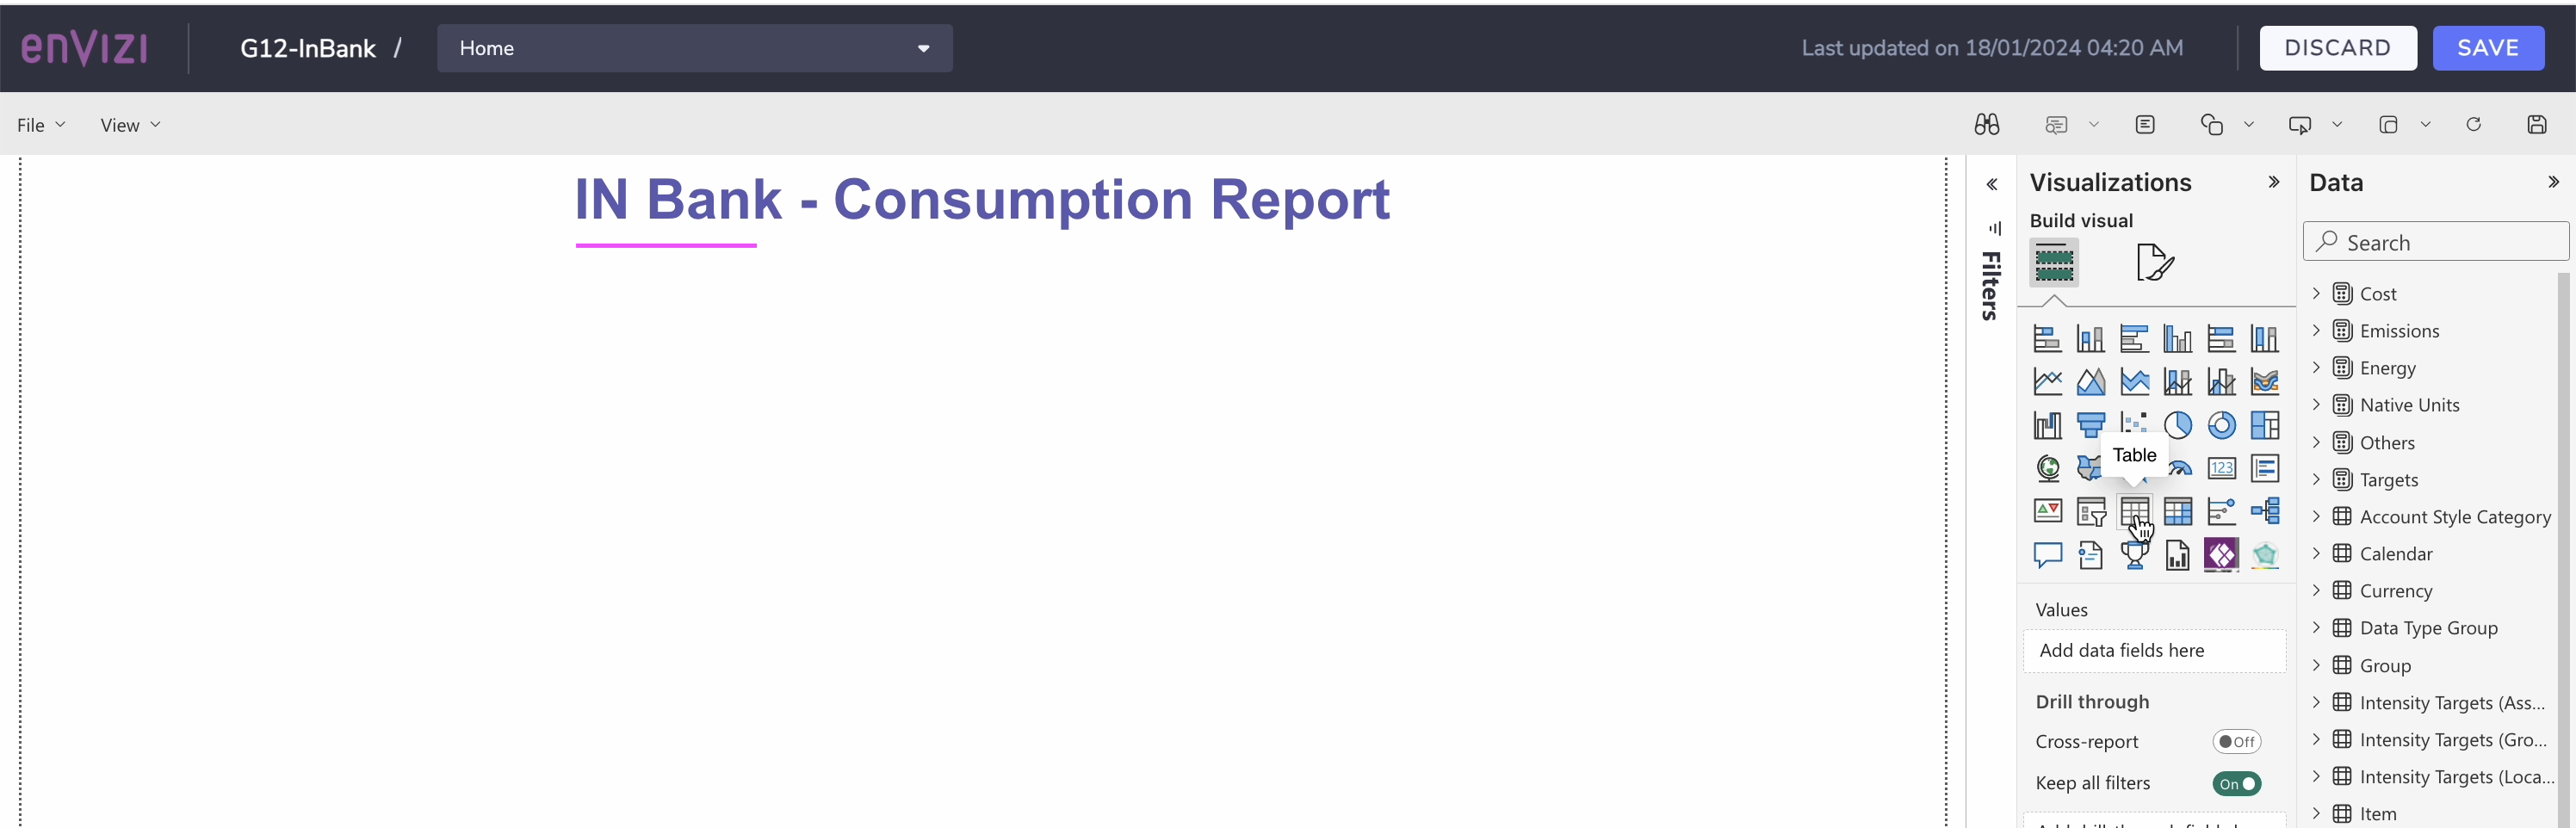 enVIZI
G12-InBank /
Home
Last updated on 18/01/2024 04:20 AM
DISCARD
SAVE
File
View
IN Bank - Consumption Report
Filters
Visualizations
Build visual
Table
123
Values
Add data fields here
Drill through
Cross-report
Off
Keep all filters
On
Data
Search
Cost
Emissions
Energy
Native Units
Others
Targets
Account Style Category
Calendar
Currency
Data Type Group
Group
Intensity Targets (Ass...
Intensity Targets (Gro...
Intensity Targets (Loca...
Item